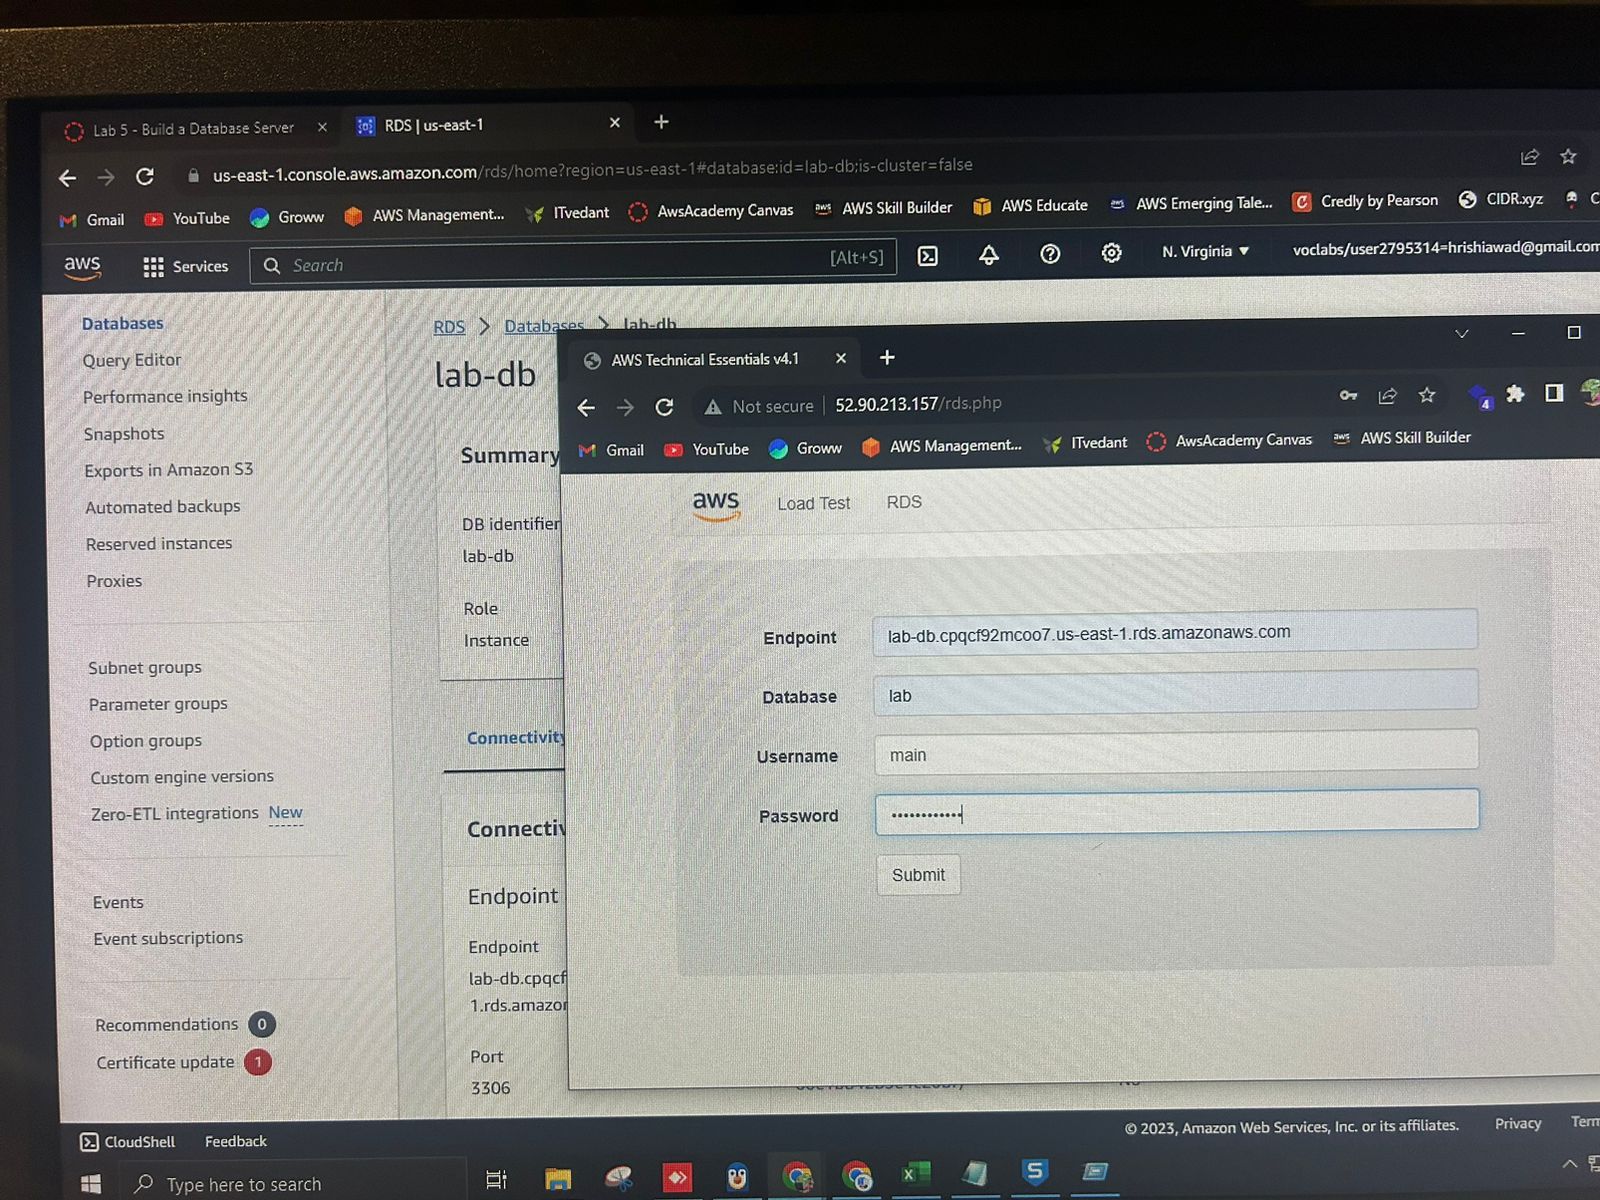 Lab 5 - Build a Database Server
RDS | us-east-1
us-east-1.console.aws.amazon.com/rds/home?region=us-east-1#database:id=lab-db;is-cluster=false
Gmail YouTube Groww AWS Management... ITvedant AwsAcademy Canvas AWS Skill Builder AWS Educate AWS Emerging Tale... Credly by Pearson CIDR.xyz
aws Services Search [Alt+S] N. Virginia voclabs/user2795314=hrishiawad@gmail.com
Databases
Query Editor
Performance insights
Snapshots
Exports in Amazon S3
Automated backups
Reserved instances
Proxies
Subnet groups
Parameter groups
Option groups
Custom engine versions
Zero-ETL integrations New
Events
Event subscriptions
Recommendations 0
Certificate update 1
RDS > Databases > lab-db
lab-db
Summary
DB identifier
lab-db
Role
Instance
Connectivity
Endpoint
Endpoint
lab-db.cpqcf
1.rds.amazon
Port
3306
AWS Technical Essentials v4.1
Not secure 52.90.213.157/rds.php
4
Gmail YouTube Groww AWS Management... ITvedant AwsAcademy Canvas AWS Skill Builder
aws Load Test RDS
Endpoint lab-db.cpqcf92mcoo7.us-east-1.rds.amazonaws.com
Database lab
Username main
Password ••••••••••••
Submit
CloudShell Feedback © 2023, Amazon Web Services, Inc. or its affiliates. Privacy
Type here to search